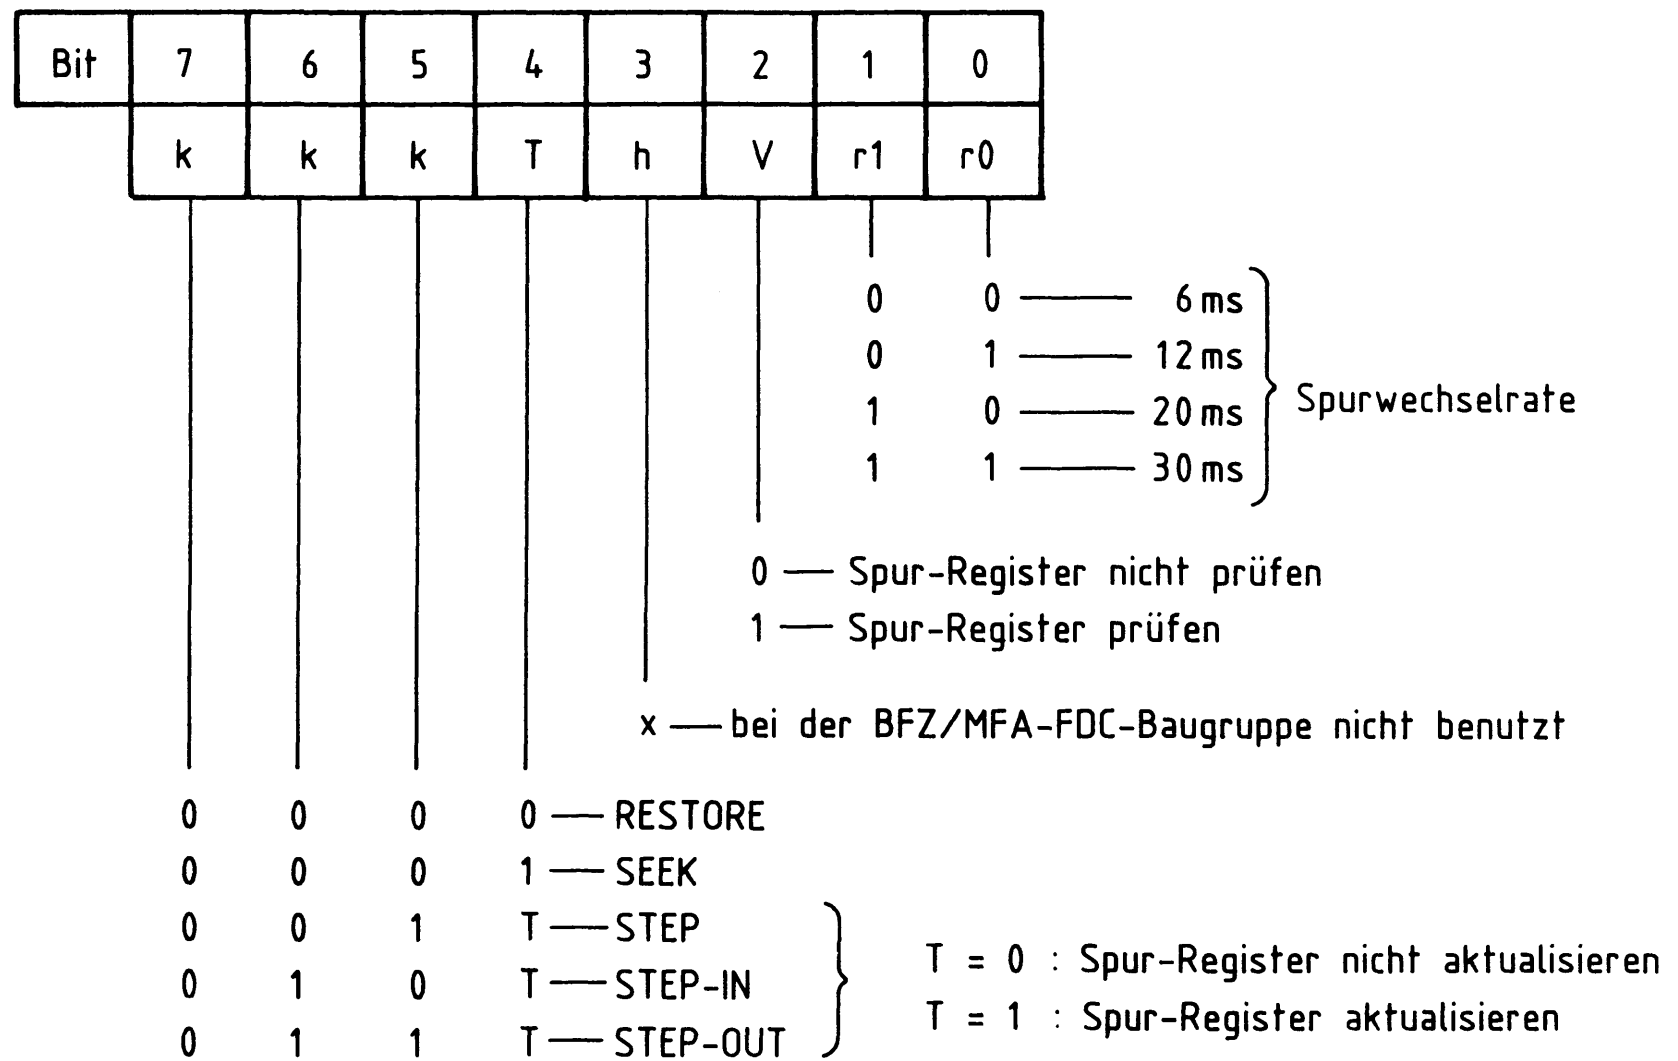 Bit 7 6 5 4 3 2 1 0
k k k T h V r1 r0
0 0 — 6 ms
0 1 — 12 ms
1 0 — 20 ms
1 1 — 30 ms
Spurwechselrate
0 — Spur-Register nicht prüfen
1 — Spur-Register prüfen
x — bei der BFZ/MFA-FDC-Baugruppe nicht benutzt
0 0 0 0 — RESTORE
0 0 0 1 — SEEK
0 0 1 T — STEP
0 1 0 T — STEP-IN
0 1 1 T — STEP-OUT
T = 0 : Spur-Register nicht aktualisieren
T = 1 : Spur-Register aktualisieren